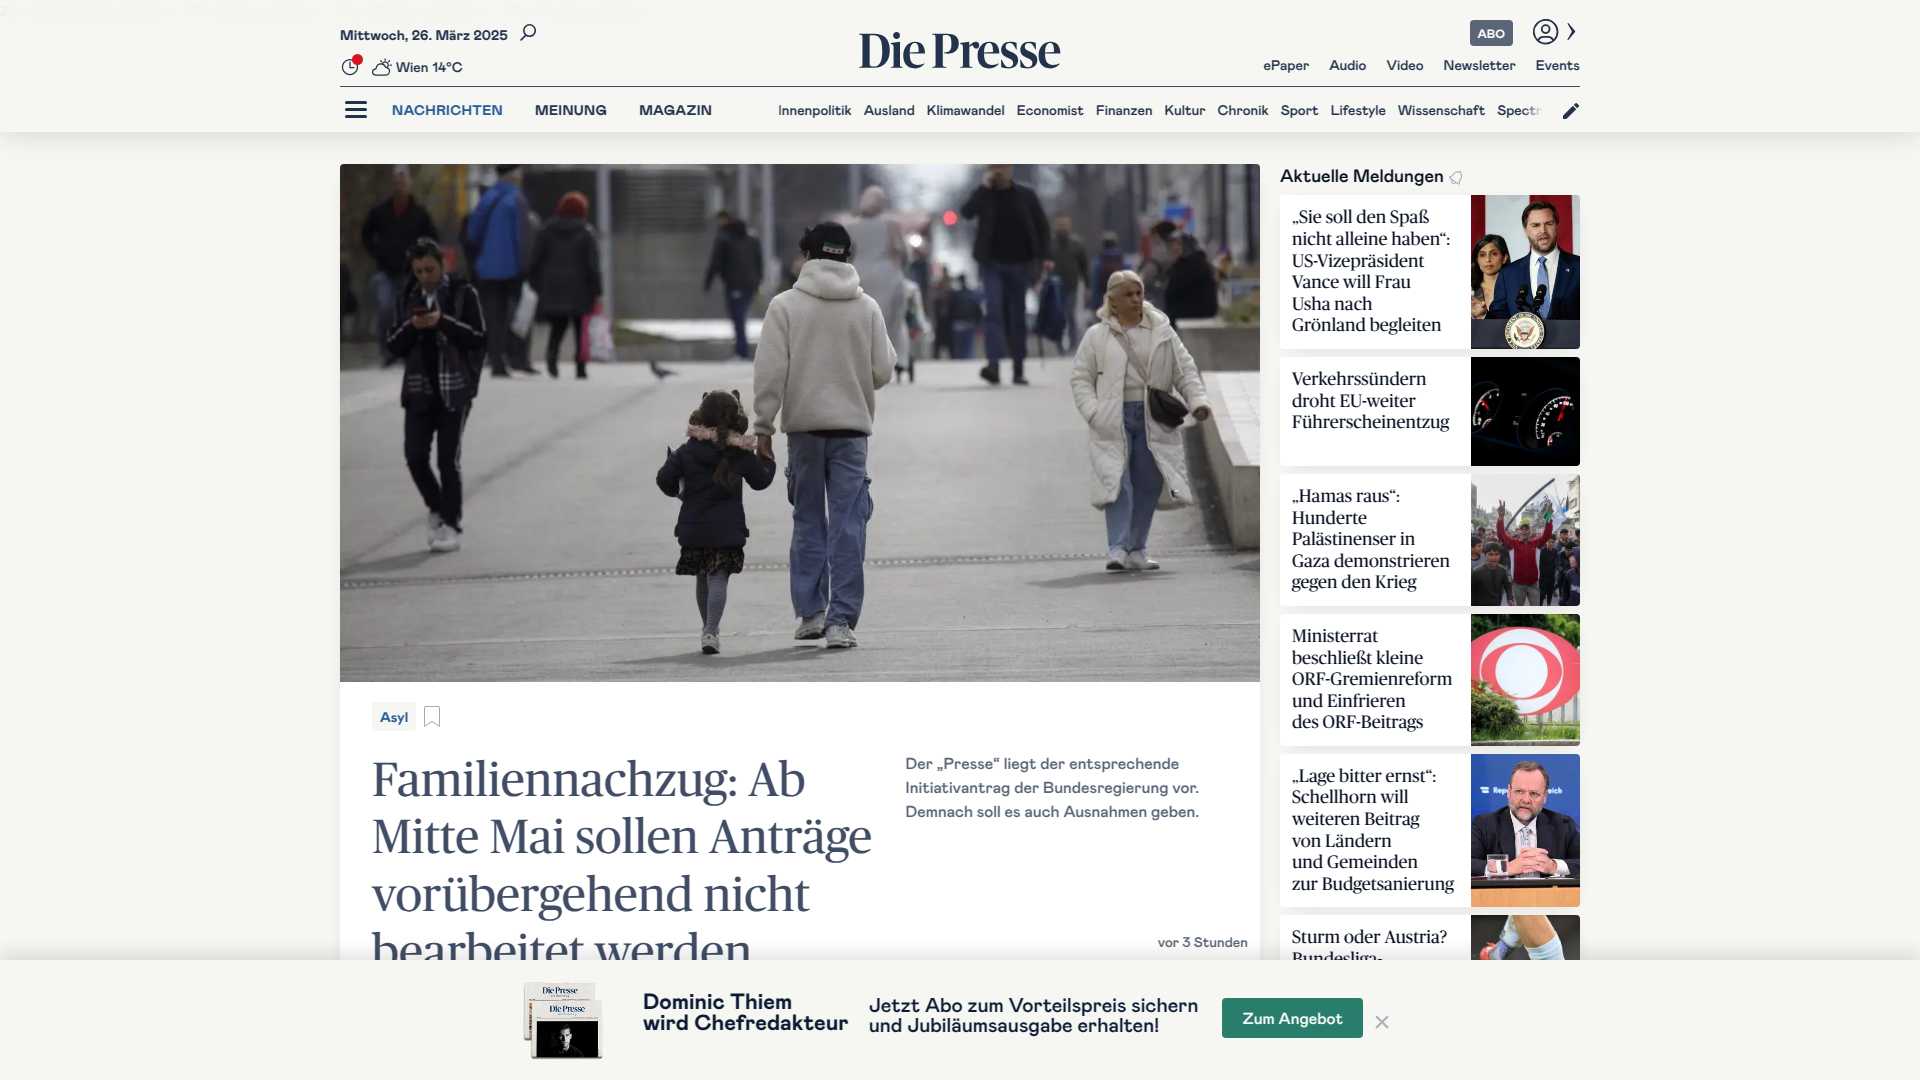 Mittwoch, 26. März 2025
Wien 14°C
Die Presse
ABO
ePaper Audio Video Newsletter Events
NACHRICHTEN MEINUNG MAGAZIN
Innenpolitik Ausland Klimawandel Economist Finanzen Kultur Chronik Sport Lifestyle Wissenschaft Spectr
Asyl
Familiennachzug: Ab
Mitte Mai sollen Anträge
vorübergehend nicht
bearbeitet werden
Der „Presse“ liegt der entsprechende
Initiativantrag der Bundesregierung vor.
Demnach soll es auch Ausnahmen geben.
vor 3 Stunden
Aktuelle Meldungen
„Sie soll den Spaß
nicht alleine haben“:
US-Vizepräsident
Vance will Frau
Usha nach
Grönland begleiten
Verkehrssündern
droht EU-weiter
Führerscheinentzug
„Hamas raus“:
Hunderte
Palästinenser in
Gaza demonstrieren
gegen den Krieg
Ministerrat
beschließt kleine
ORF-Gremienreform
und Einfrieren
des ORF-Beitrags
„Lage bitter ernst“:
Schellhorn will
weiteren Beitrag
von Ländern
und Gemeinden
zur Budgetsanierung
Sturm oder Austria?
Bundesliga-
Die Presse
Die Presse
Dominic Thiem
wird Chefredakteur
Jetzt Abo zum Vorteilspreis sichern
und Jubiläumsausgabe erhalten!
Zum Angebot